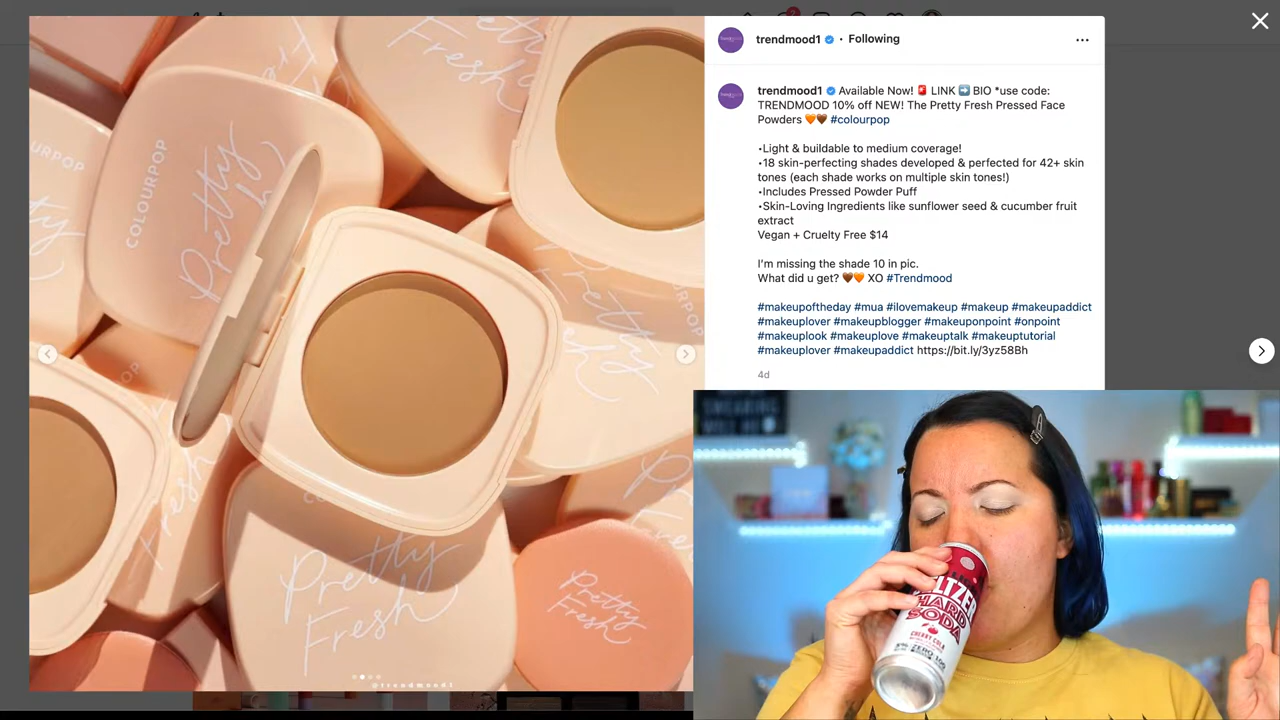 trendmood1 • Following
trendmood1 Available Now! 🚨 LINK ➡️ BIO *use code:
TRENDMOOD 10% off NEW! The Pretty Fresh Pressed Face
Powders 🧡🤎 #colourpop
•Light & buildable to medium coverage!
•18 skin-perfecting shades developed & perfected for 42+ skin
tones (each shade works on multiple skin tones!)
•Includes Pressed Powder Puff
•Skin-Loving Ingredients like sunflower seed & cucumber fruit
extract
Vegan + Cruelty Free $14
I'm missing the shade 10 in pic.
What did u get? 🤎🧡 XO #Trendmood
#makeupoftheday #mua #ilovemakeup #makeup #makeupaddict
#makeuplover #makeupblogger #makeuponpoint #onpoint
#makeuplook #makeuplove #makeuptalk #makeuptutorial
#makeuplover #makeupaddict https://bit.ly/3yz58Bh
4d
COLOURPOP
Pretty
Fresh
Fresh
Pretty
Fresh
Pretty
Fresh
@trendmood1
HARD
SODA
CHERRY COLA